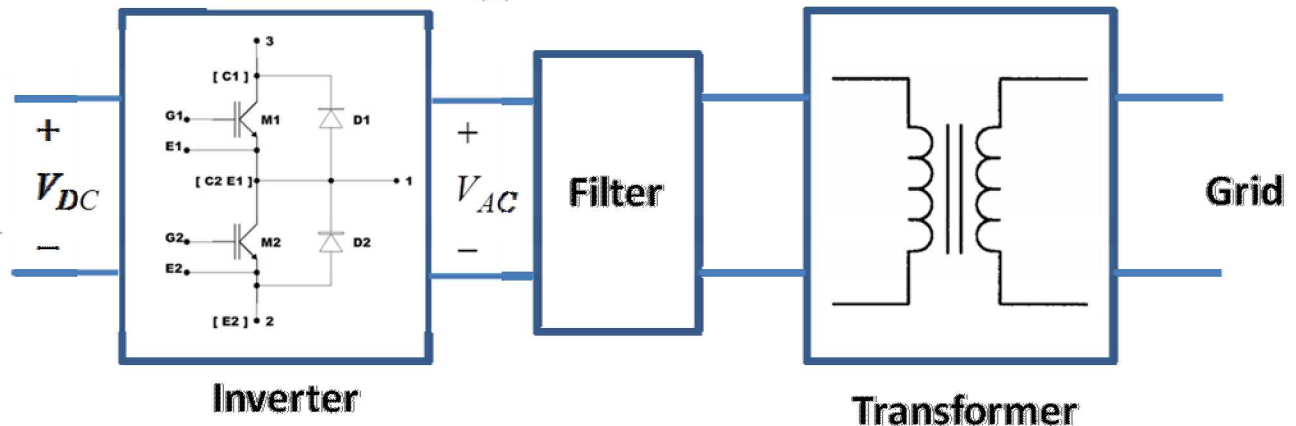 3
[ C1 ]
G1
M1
D1
E1
[ C2 E1 ]
1
G2
M2
D2
E2
[ E2 ]
2
+
V_DC
−
+
V_AC
−
Filter
Grid
Inverter
Transformer